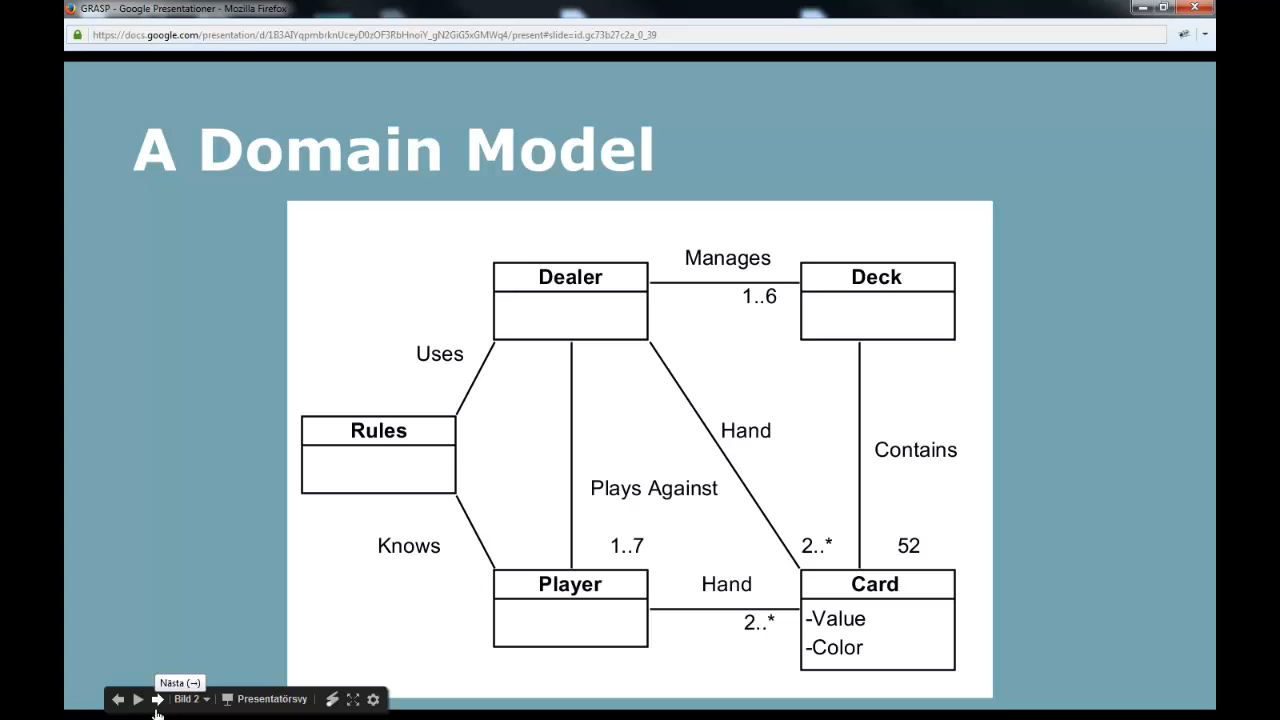 GRASP - Google Presentationer - Mozilla Firefox
https://docs.google.com/presentation/d/1B3AlYqpmbrknUceyD0zOF3RbHnoiY_gN2GiG5xGMWq4/present#slide=id.gc73b27c2a_0_39
A Domain Model
Manages
Dealer
Deck
1..6
Uses
Rules
Hand
Contains
Plays Against
Knows
1..7
2..*
52
Player
Hand
Card
2..*
-Value
-Color
Nästa (→)
Bild 2
Presentatörsvy